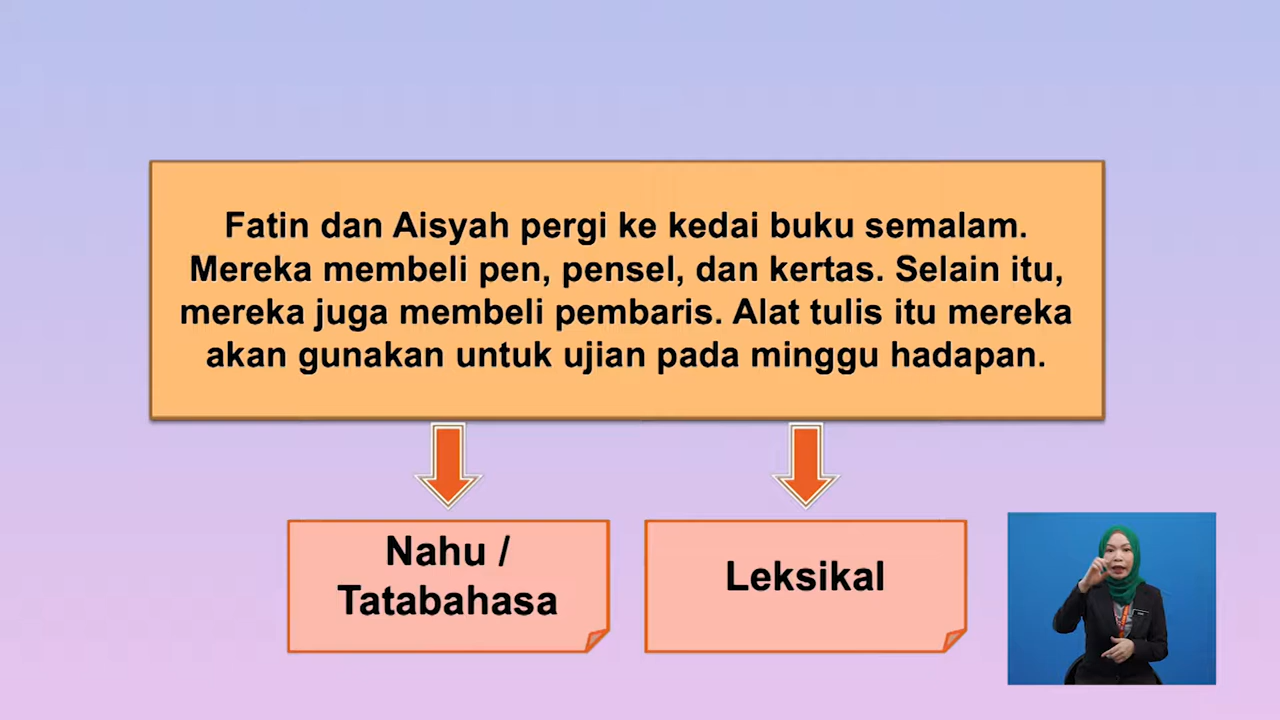 Fatin dan Aisyah pergi ke kedai buku semalam.
Mereka membeli pen, pensel, dan kertas. Selain itu,
mereka juga membeli pembaris. Alat tulis itu mereka
akan gunakan untuk ujian pada minggu hadapan.
Nahu /
Tatabahasa
Leksikal